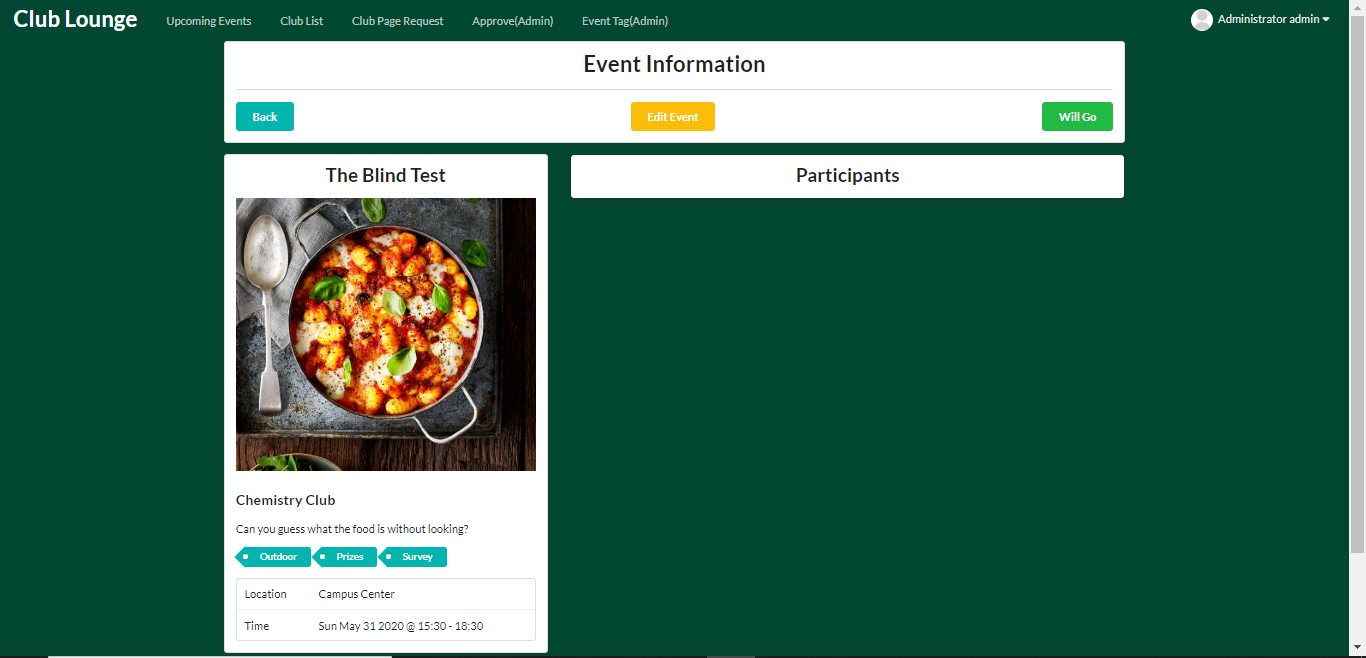 Club Lounge Upcoming Events Club List Club Page Request Approve(Admin) Event Tag(Admin) Administrator admin
Event Information
Back Edit Event Will Go
The Blind Test
Participants
Chemistry Club
Can you guess what the food is without looking?
Outdoor Prizes Survey
Location Campus Center
Time Sun May 31 2020 @ 15:30 - 18:30